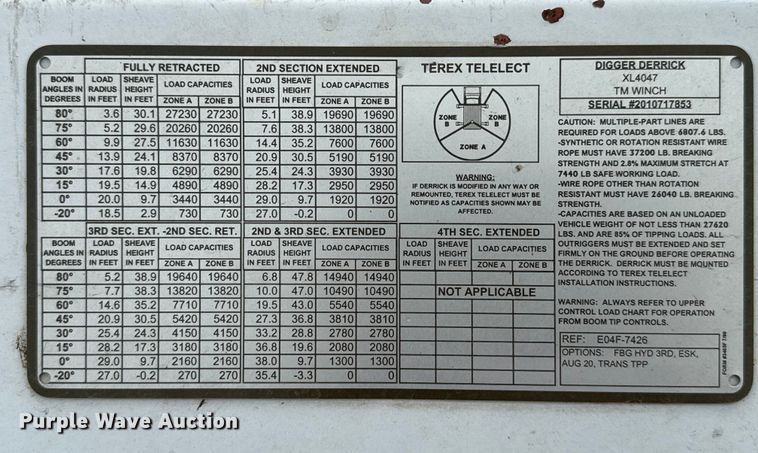 FULLY RETRACTED
BOOM ANGLES IN DEGREES LOAD RADIUS IN FEET SHEAVE HEIGHT IN FEET LOAD CAPACITIES ZONE A ZONE B
80° 3.6 30.1 27230 27230
75° 5.2 29.6 20260 20260
60° 9.9 27.5 11630 11630
45° 13.9 24.1 8370 8370
30° 17.6 19.8 6290 6290
15° 19.5 14.9 4890 4890
0° 20.0 9.7 3440 3440
-20° 18.5 2.9 730 730
2ND SECTION EXTENDED
LOAD RADIUS IN FEET SHEAVE HEIGHT IN FEET LOAD CAPACITIES ZONE A ZONE B
5.1 38.9 19690 19690
7.6 38.3 13800 13800
14.4 35.2 7600 7600
20.9 30.5 5190 5190
25.4 24.3 3930 3930
28.2 17.3 2950 2950
29.0 9.7 1920 1920
27.0 -0.2 0 0
TEREX TELELECT
ZONE B
ZONE B
ZONE A
WARNING:
IF DERRICK IS MODIFIED IN ANY WAY OR
REMOUNTED, TEREX TELELECT MUST BE
NOTIFIED AS CAPACITIES SHOWN MAY BE
AFFECTED.
3RD SEC. EXT. -2ND SEC. RET.
BOOM ANGLES IN DEGREES LOAD RADIUS IN FEET SHEAVE HEIGHT IN FEET LOAD CAPACITIES ZONE A ZONE B
80° 5.2 38.9 19640 19640
75° 7.7 38.3 13820 13820
60° 14.6 35.2 7710 7710
45° 20.9 30.5 5420 5420
30° 25.4 24.3 4150 4150
15° 28.2 17.3 3180 3180
0° 29.0 9.7 2160 2160
-20° 27.0 -0.2 270 270
2ND & 3RD SEC. EXTENDED
LOAD RADIUS IN FEET SHEAVE HEIGHT IN FEET LOAD CAPACITIES ZONE A ZONE B
6.8 47.8 14940 14940
10.0 47.0 10490 10490
19.5 43.0 5540 5540
27.3 36.8 3810 3810
33.2 28.8 2780 2780
36.8 19.6 2080 2080
38.0 9.7 1300 1300
35.4 -3.3 0 0
4TH SEC. EXTENDED
LOAD RADIUS IN FEET SHEAVE HEIGHT IN FEET LOAD CAPACITIES ZONE A ZONE B
NOT APPLICABLE
DIGGER DERRICK
XL4047
TM WINCH
SERIAL #2010717853
CAUTION: MULTIPLE-PART LINES ARE
REQUIRED FOR LOADS ABOVE 6807.6 LBS.
-SYNTHETIC OR ROTATION RESISTANT WIRE
ROPE MUST HAVE 37200 LB. BREAKING
STRENGTH AND 2.8% MAXIMUM STRETCH AT
7440 LB SAFE WORKING LOAD.
-WIRE ROPE OTHER THAN ROTATION
RESISTANT MUST HAVE 26040 LB. BREAKING
STRENGTH.
-CAPACITIES ARE BASED ON AN UNLOADED
VEHICLE WEIGHT OF NOT LESS THAN 27620
LBS, AND ARE 85% OF TIPPING LOADS. ALL
OUTRIGGERS MUST BE EXTENDED AND SET
FIRMLY ON THE GROUND BEFORE OPERATING
THE DERRICK. DERRICK MUST BE MOUNTED
ACCORDING TO TEREX TELELECT
INSTALLATION INSTRUCTIONS.
WARNING: ALWAYS REFER TO UPPER
CONTROL LOAD CHART FOR OPERATION
FROM BOOM TIP CONTROLS.
REF: E04F-7426
OPTIONS: FBG HYD 3RD, ESK,
AUG 20, TRANS TPP
Purple Wave Auction